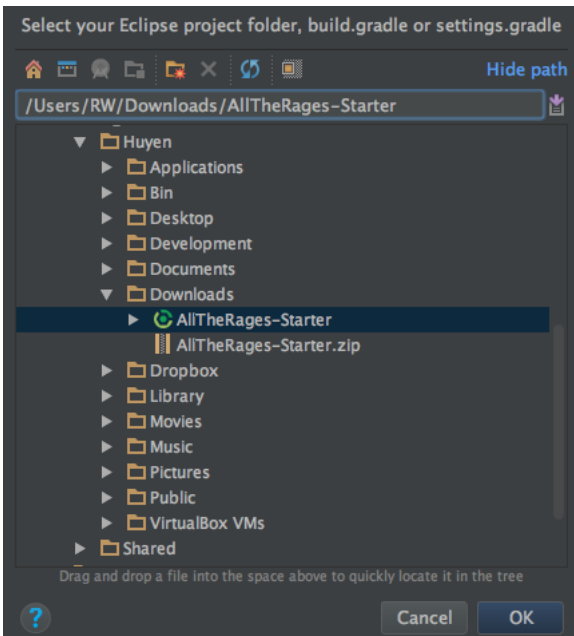 Select your Eclipse project folder, build.gradle or settings.gradle
Hide path
/Users/RW/Downloads/AllTheRages-Starter
Huyen
Applications
Bin
Desktop
Development
Documents
Downloads
AllTheRages-Starter
AllTheRages-Starter.zip
Dropbox
Library
Movies
Music
Pictures
Public
VirtualBox VMs
Shared
Drag and drop a file into the space above to quickly locate it in the tree
? Cancel OK